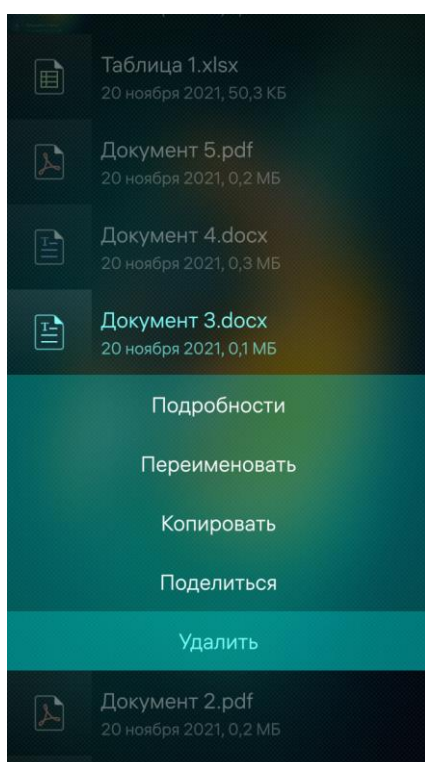 Таблица 1.xlsx
20 ноября 2021, 50,3 КБ
Документ 5.pdf
20 ноября 2021, 0,2 МБ
Документ 4.docx
20 ноября 2021, 0,3 МБ
Документ 3.docx
20 ноября 2021, 0,1 МБ
Подробности
Переименовать
Копировать
Поделиться
Удалить
Документ 2.pdf
20 ноября 2021, 0,2 МБ